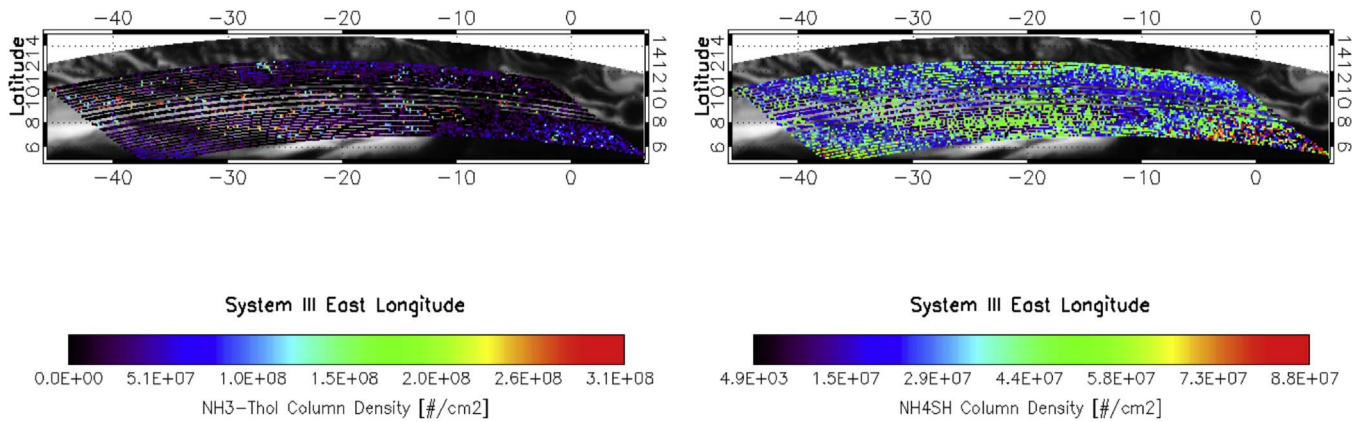 −40 −30 −20 −10 0
−40 −30 −20 −10 0
Latitude
6 8 10 12 14
6 8 10 12 14
−40 −30 −20 −10 0
System III East Longitude
0.0E+00 5.1E+07 1.0E+08 1.5E+08 2.0E+08 2.6E+08 3.1E+08
NH3−Thol Column Density [#/cm2]
Latitude
6 8 10 12 14
6 8 10 12 14
−40 −30 −20 −10 0
System III East Longitude
4.9E+03 1.5E+07 2.9E+07 4.4E+07 5.8E+07 7.3E+07 8.8E+07
NH4SH Column Density [#/cm2]